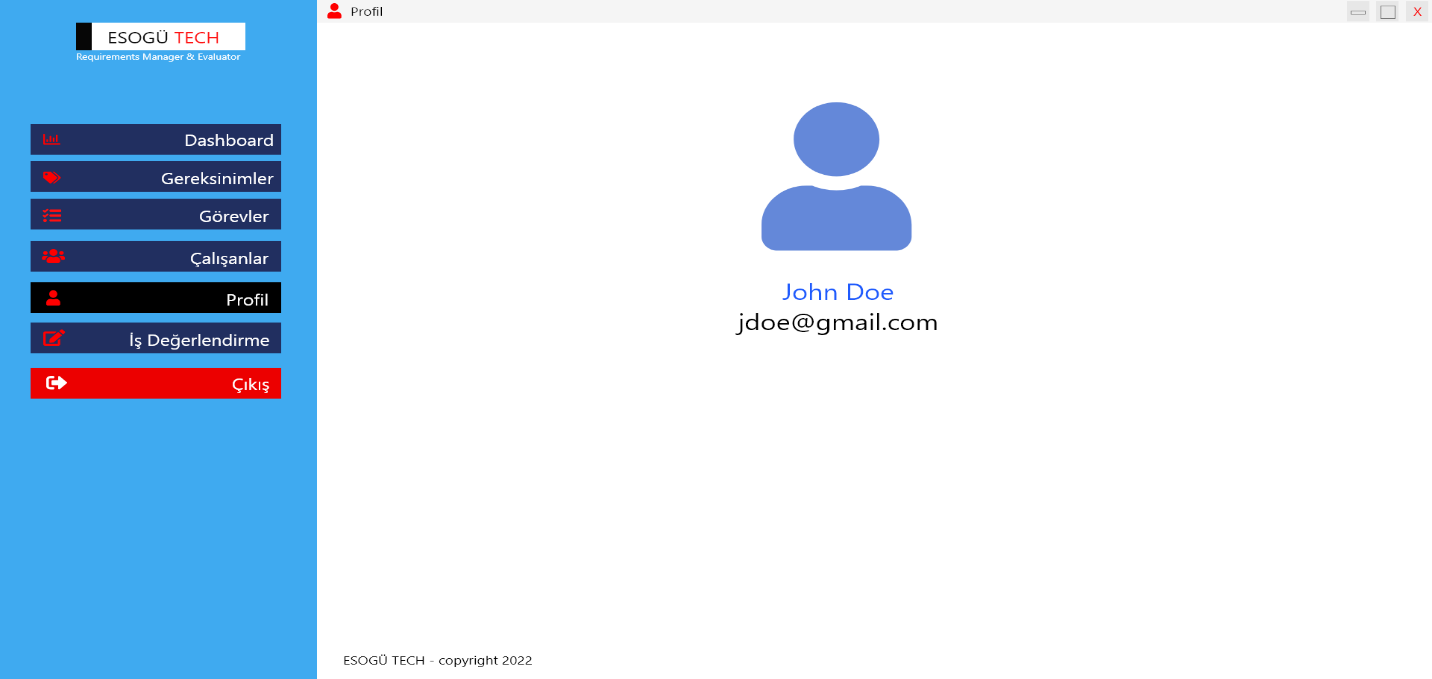 ESOGÜ TECH
Requirements Manager & Evaluator
Dashboard
Gereksinimler
Görevler
Çalışanlar
Profil
İş Değerlendirme
Çıkış
Profil
X
John Doe
jdoe@gmail.com
ESOGÜ TECH - copyright 2022